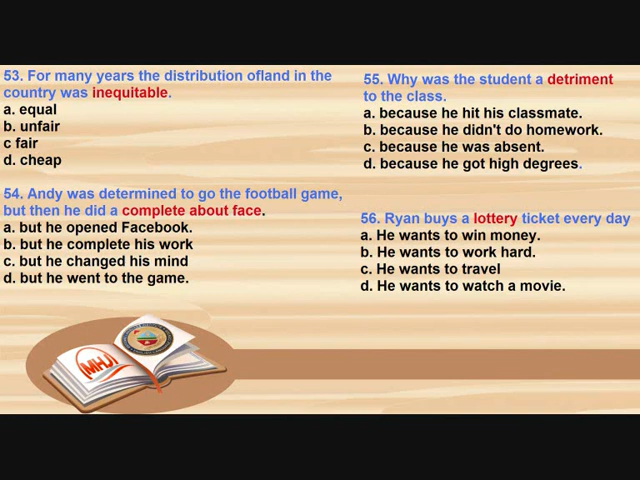 53. For many years the distribution ofland in the
country was inequitable.
a. equal
b. unfair
c fair
d. cheap
54. Andy was determined to go the football game,
but then he did a complete about face.
a. but he opened Facebook.
b. but he complete his work
c. but he changed his mind
d. but he went to the game.
55. Why was the student a detriment
to the class.
a. because he hit his classmate.
b. because he didn't do homework.
c. because he was absent.
d. because he got high degrees.
56. Ryan buys a lottery ticket every day
a. He wants to win money.
b. He wants to work hard.
c. He wants to travel
d. He wants to watch a movie.
(MHJ)